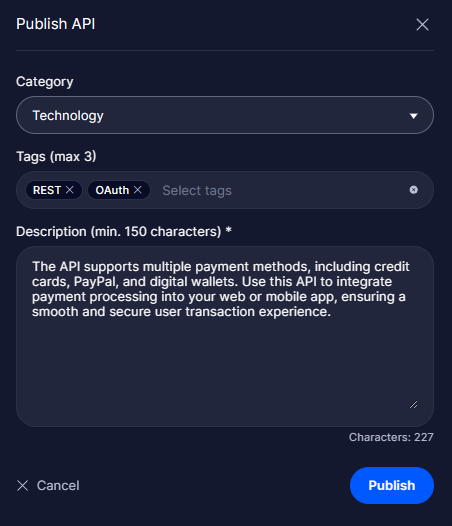 Publish API
Category
Technology
Tags (max 3)
REST OAuth Select tags
Description (min. 150 characters) *
The API supports multiple payment methods, including credit
cards, PayPal, and digital wallets. Use this API to integrate
payment processing into your web or mobile app, ensuring a
smooth and secure user transaction experience.
Characters: 227
Cancel
Publish